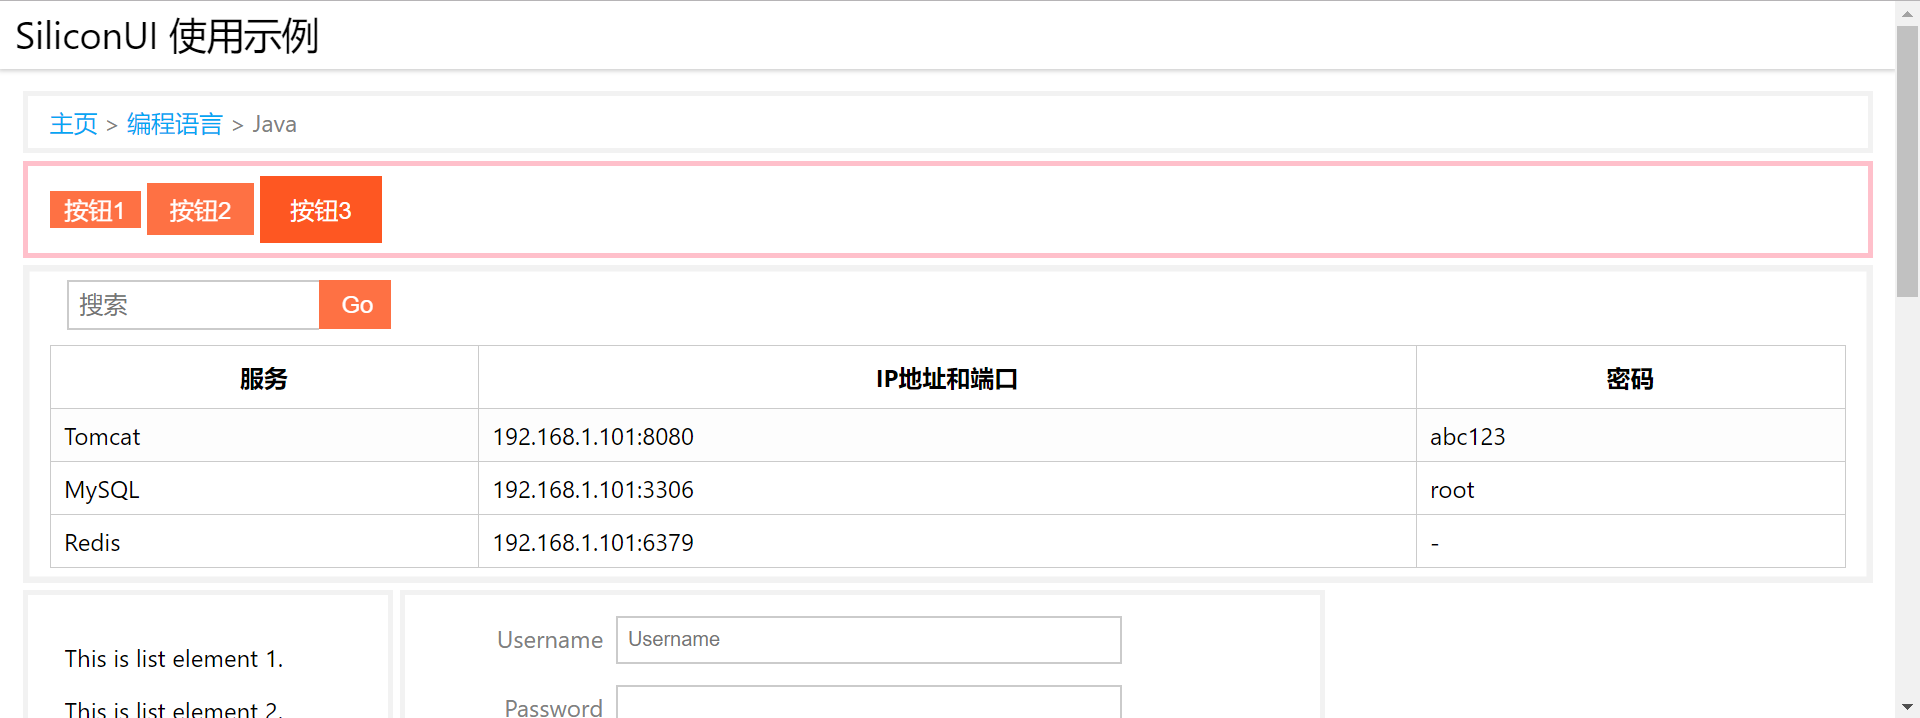 SiliconUI 使用示例
主页 > 编程语言 > Java
按钮1 按钮2 按钮3
搜索 Go
服务 IP地址和端口 密码
Tomcat 192.168.1.101:8080 abc123
MySQL 192.168.1.101:3306 root
Redis 192.168.1.101:6379 -
Username Username
This is list element 1.
Password
This is list element 2.